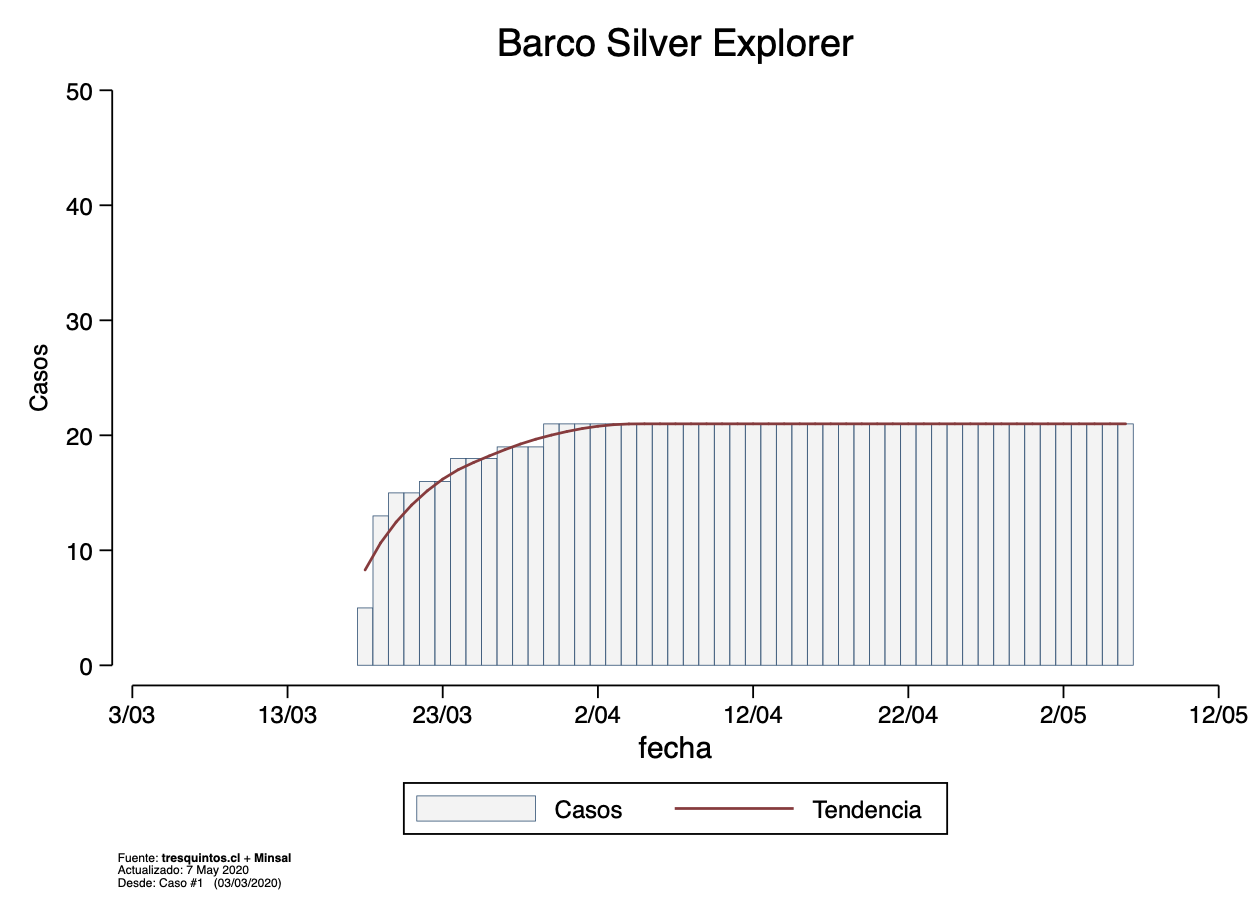 Barco Silver Explorer
50
40
30
20
10
0
Casos
3/03 13/03 23/03 2/04 12/04 22/04 2/05 12/05
fecha
Casos Tendencia
Fuente: tresquintos.cl + Minsal
Actualizado: 7 May 2020
Desde: Caso #1 (03/03/2020)